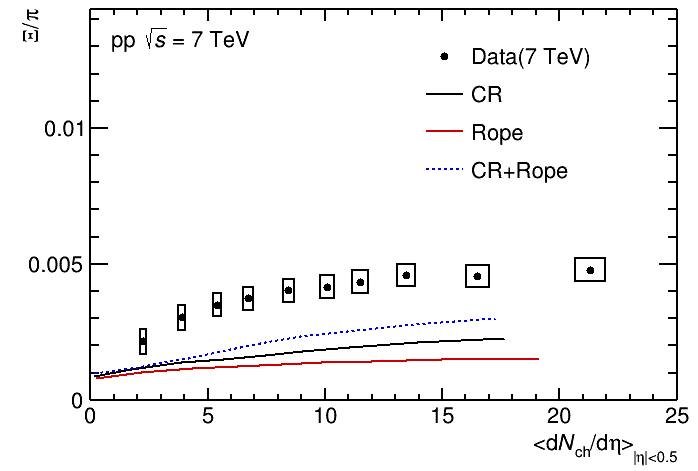 Ξ/π
pp √s = 7 TeV
Data(7 TeV)
CR
Rope
CR+Rope
0.01
0.005
0
0 5 10 15 20 25
<dN_ch/dη>_|η|<0.5